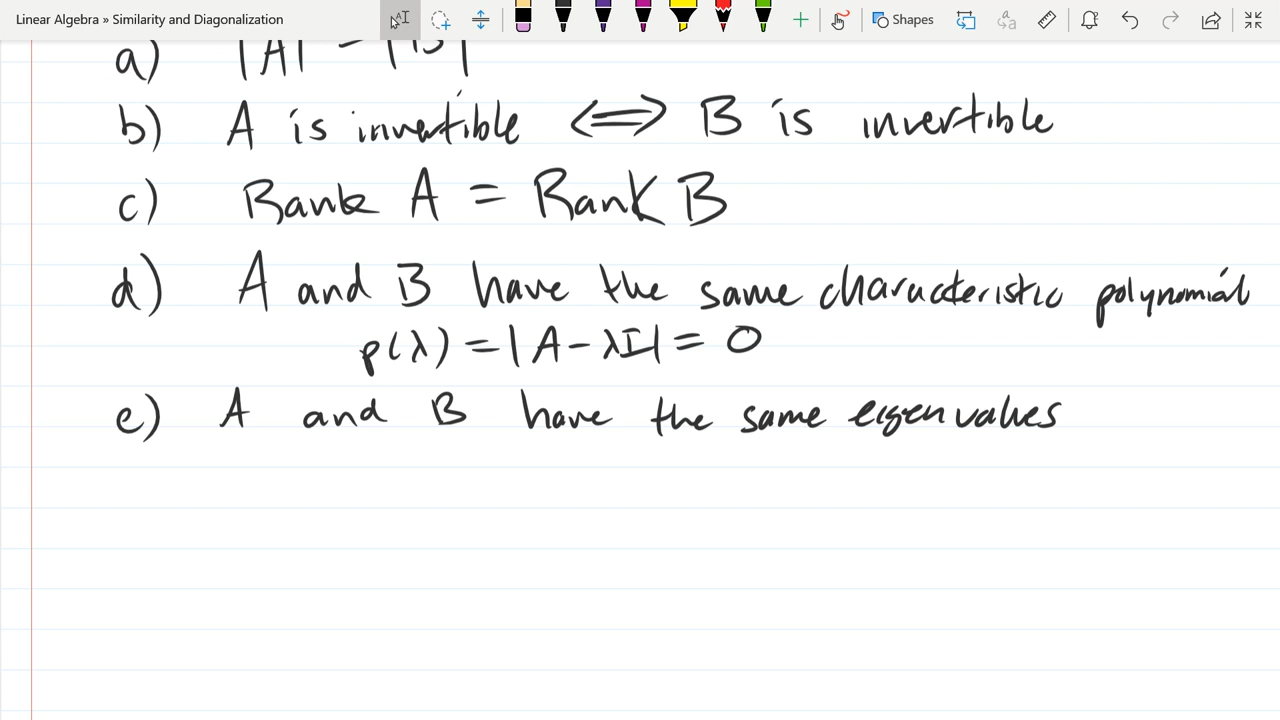 Linear Algebra » Similarity and Diagonalization
Shapes
a) |A| = |B|
b) A is invertible ⟺ B is invertible
c) Rank A = Rank B
d) A and B have the same characteristic polynomial
p(λ) = |A - λI| = 0
e) A and B have the same eigenvalues